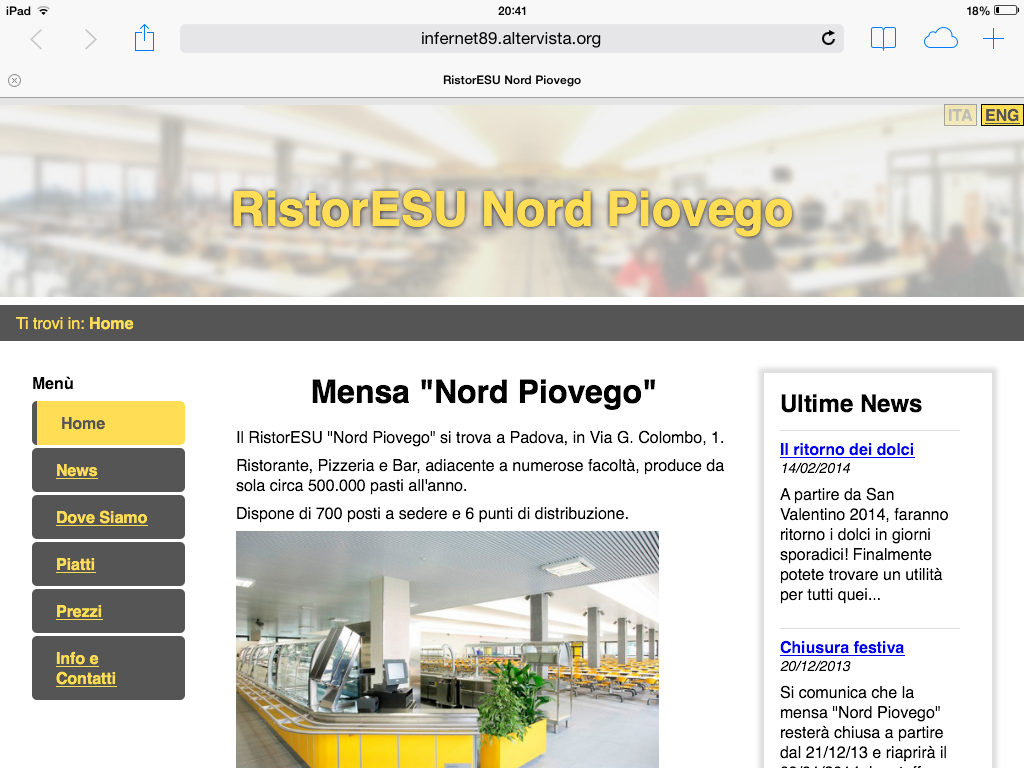 iPad 20:41 18%
infernet89.altervista.org
RistorESU Nord Piovego
ITA ENG
RistorESU Nord Piovego
Ti trovi in: Home
Menù
Home
News
Dove Siamo
Piatti
Prezzi
Info e
Contatti
Mensa "Nord Piovego"
Il RistorESU "Nord Piovego" si trova a Padova, in Via G. Colombo, 1.
Ristorante, Pizzeria e Bar, adiacente a numerose facoltà, produce da
sola circa 500.000 pasti all'anno.
Dispone di 700 posti a sedere e 6 punti di distribuzione.
Ultime News
Il ritorno dei dolci
14/02/2014
A partire da San
Valentino 2014, faranno
ritorno i dolci in giorni
sporadici! Finalmente
potete trovare un utilità
per tutti quei...
Chiusura festiva
20/12/2013
Si comunica che la
mensa "Nord Piovego"
resterà chiusa a partire
dal 21/12/13 e riaprirà il